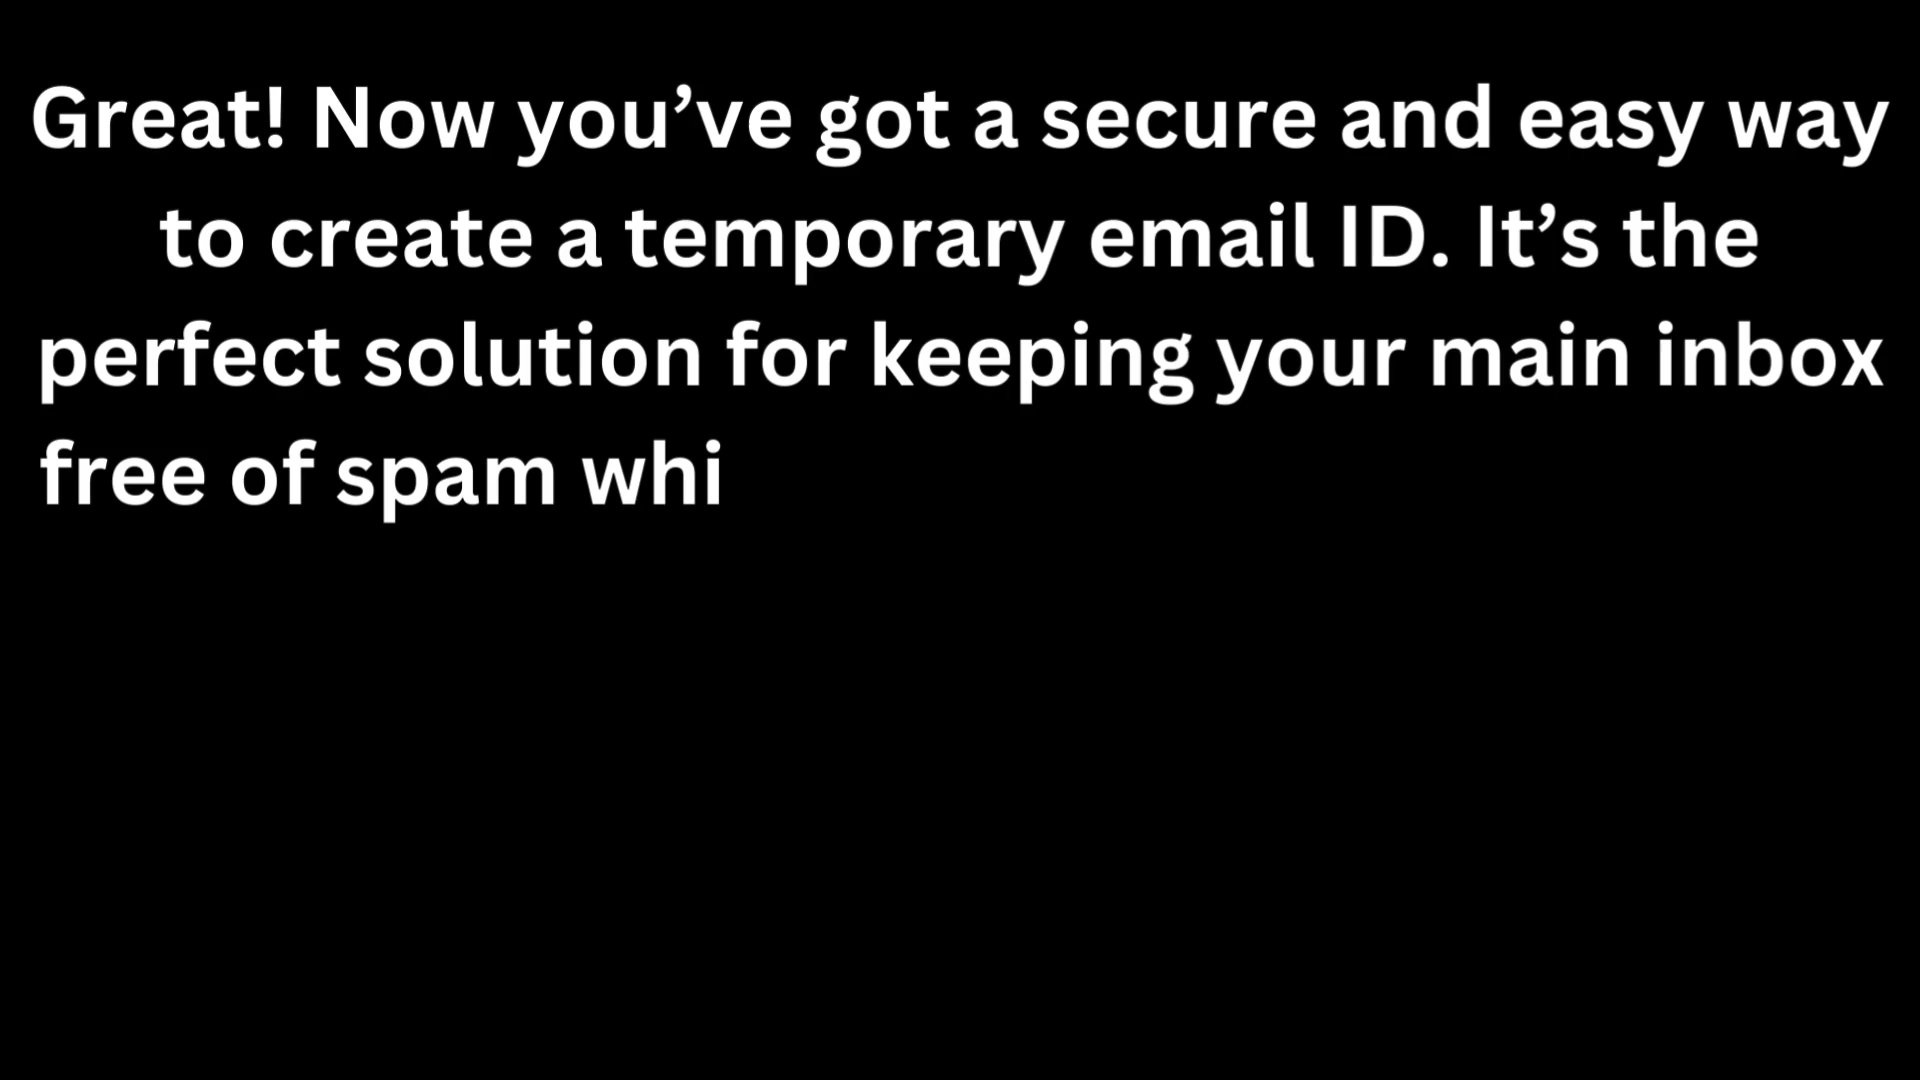 Great! Now you’ve got a secure and easy way
to create a temporary email ID. It’s the
perfect solution for keeping your main inbox
free of spam whi